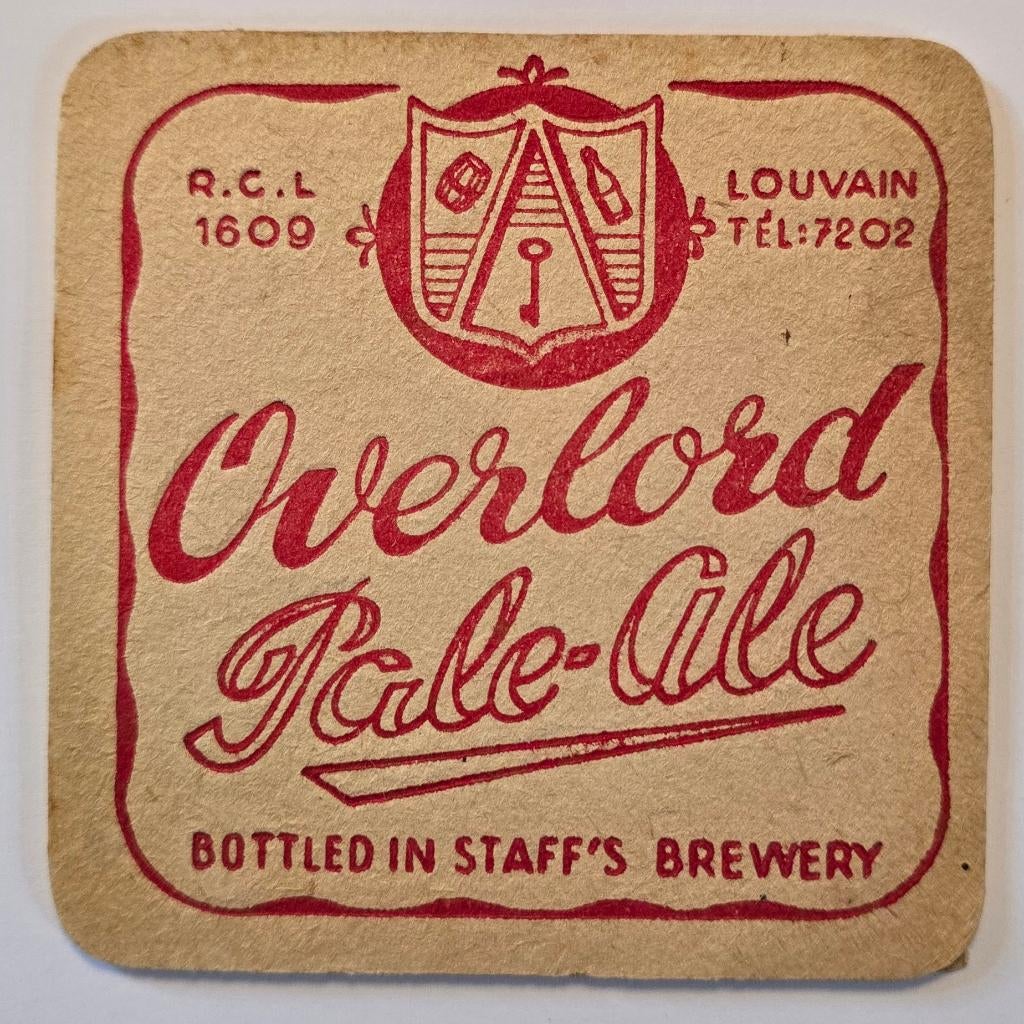 R.C.L
1609
LOUVAIN
TÉL:7202
Overlord
Pale-Ale
BOTTLED IN STAFF'S BREWERY